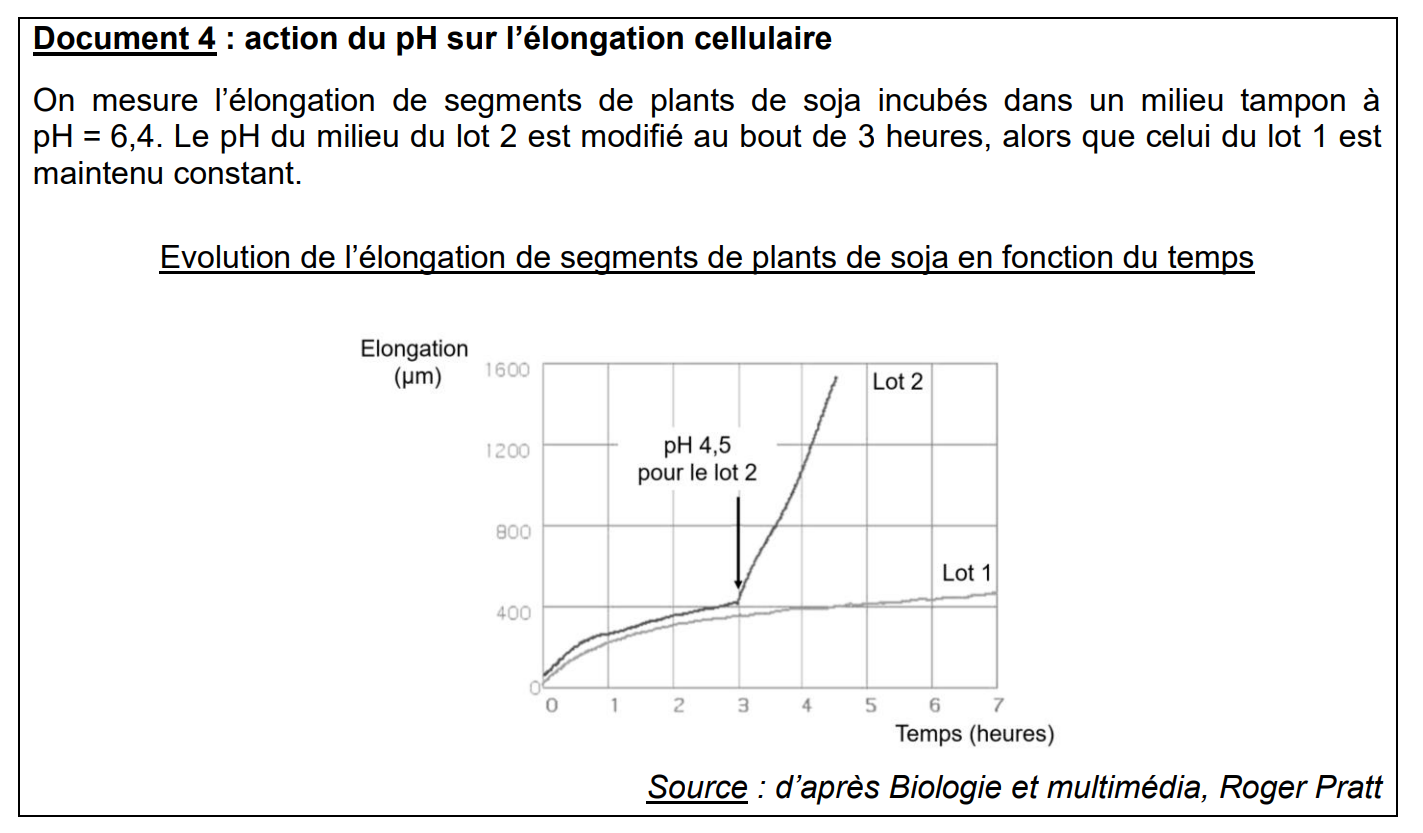 Document 4 : action du pH sur l’élongation cellulaire
On mesure l’élongation de segments de plants de soja incubés dans un milieu tampon à
pH = 6,4. Le pH du milieu du lot 2 est modifié au bout de 3 heures, alors que celui du lot 1 est
maintenu constant.
Evolution de l’élongation de segments de plants de soja en fonction du temps
Elongation
(µm)
1600
Lot 2
1200
pH 4,5
pour le lot 2
800
Lot 1
400
0
0 1 2 3 4 5 6 7
Temps (heures)
Source : d’après Biologie et multimédia, Roger Pratt